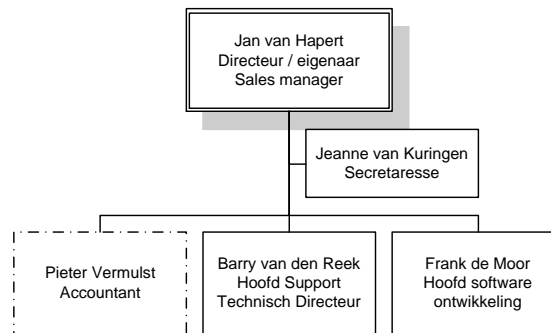 Jan van Hapert
Directeur / eigenaar
Sales manager
Jeanne van Kuringen
Secretaresse
Pieter Vermulst
Accountant
Barry van den Reek
Hoofd Support
Technisch Directeur
Frank de Moor
Hoofd software
ontwikkeling